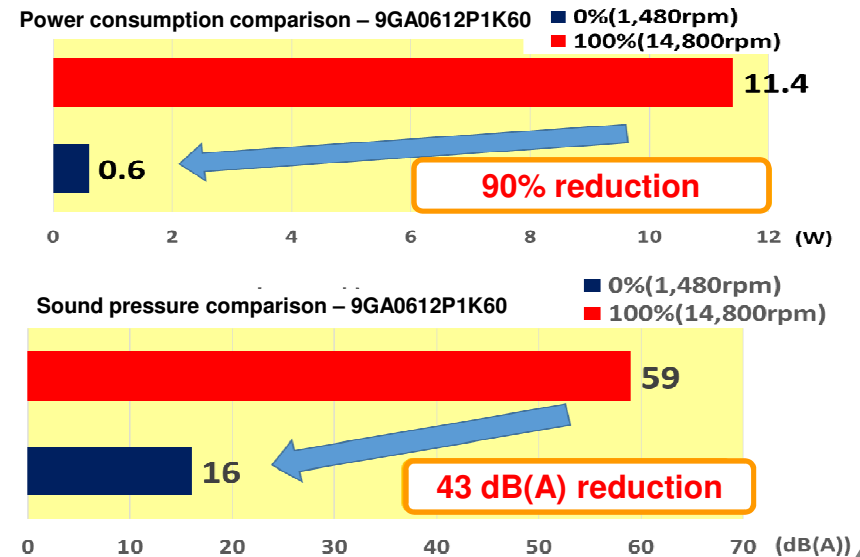 Power consumption comparison – 9GA0612P1K60
0%(1,480rpm)
100%(14,800rpm)
11.4
0.6
90% reduction
0 2 4 6 8 10 12 (W)
Sound pressure comparison – 9GA0612P1K60
0%(1,480rpm)
100%(14,800rpm)
59
16
43 dB(A) reduction
0 10 20 30 40 50 60 70 (dB(A))